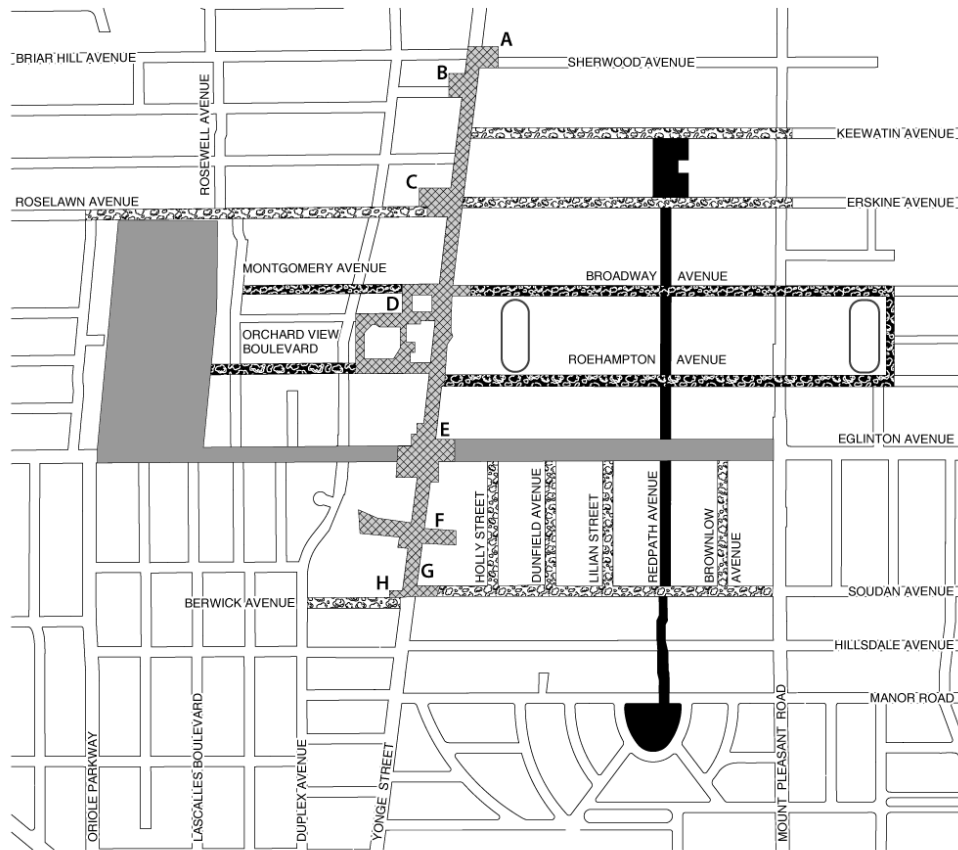 A
BRIAR HILL AVENUE
SHERWOOD AVENUE
B
ROSEWELL AVENUE
KEEWATIN AVENUE
C
ROSELAWN AVENUE
ERSKINE AVENUE
MONTGOMERY AVENUE
BROADWAY AVENUE
D
ORCHARD VIEW
BOULEVARD
ROEHAMPTON AVENUE
E
EGLINTON AVENUE
HOLLY STREET
DUNFIELD AVENUE
LILIAN STREET
REDPATH AVENUE
BROWNLOW
AVENUE
F
G
H
BERWICK AVENUE
SOUDAN AVENUE
HILLSDALE AVENUE
MANOR ROAD
ORIOLE PARKWAY
LASCALLES BOULEVARD
DUPLEX AVENUE
YONGE STREET
MOUNT PLEASANT ROAD